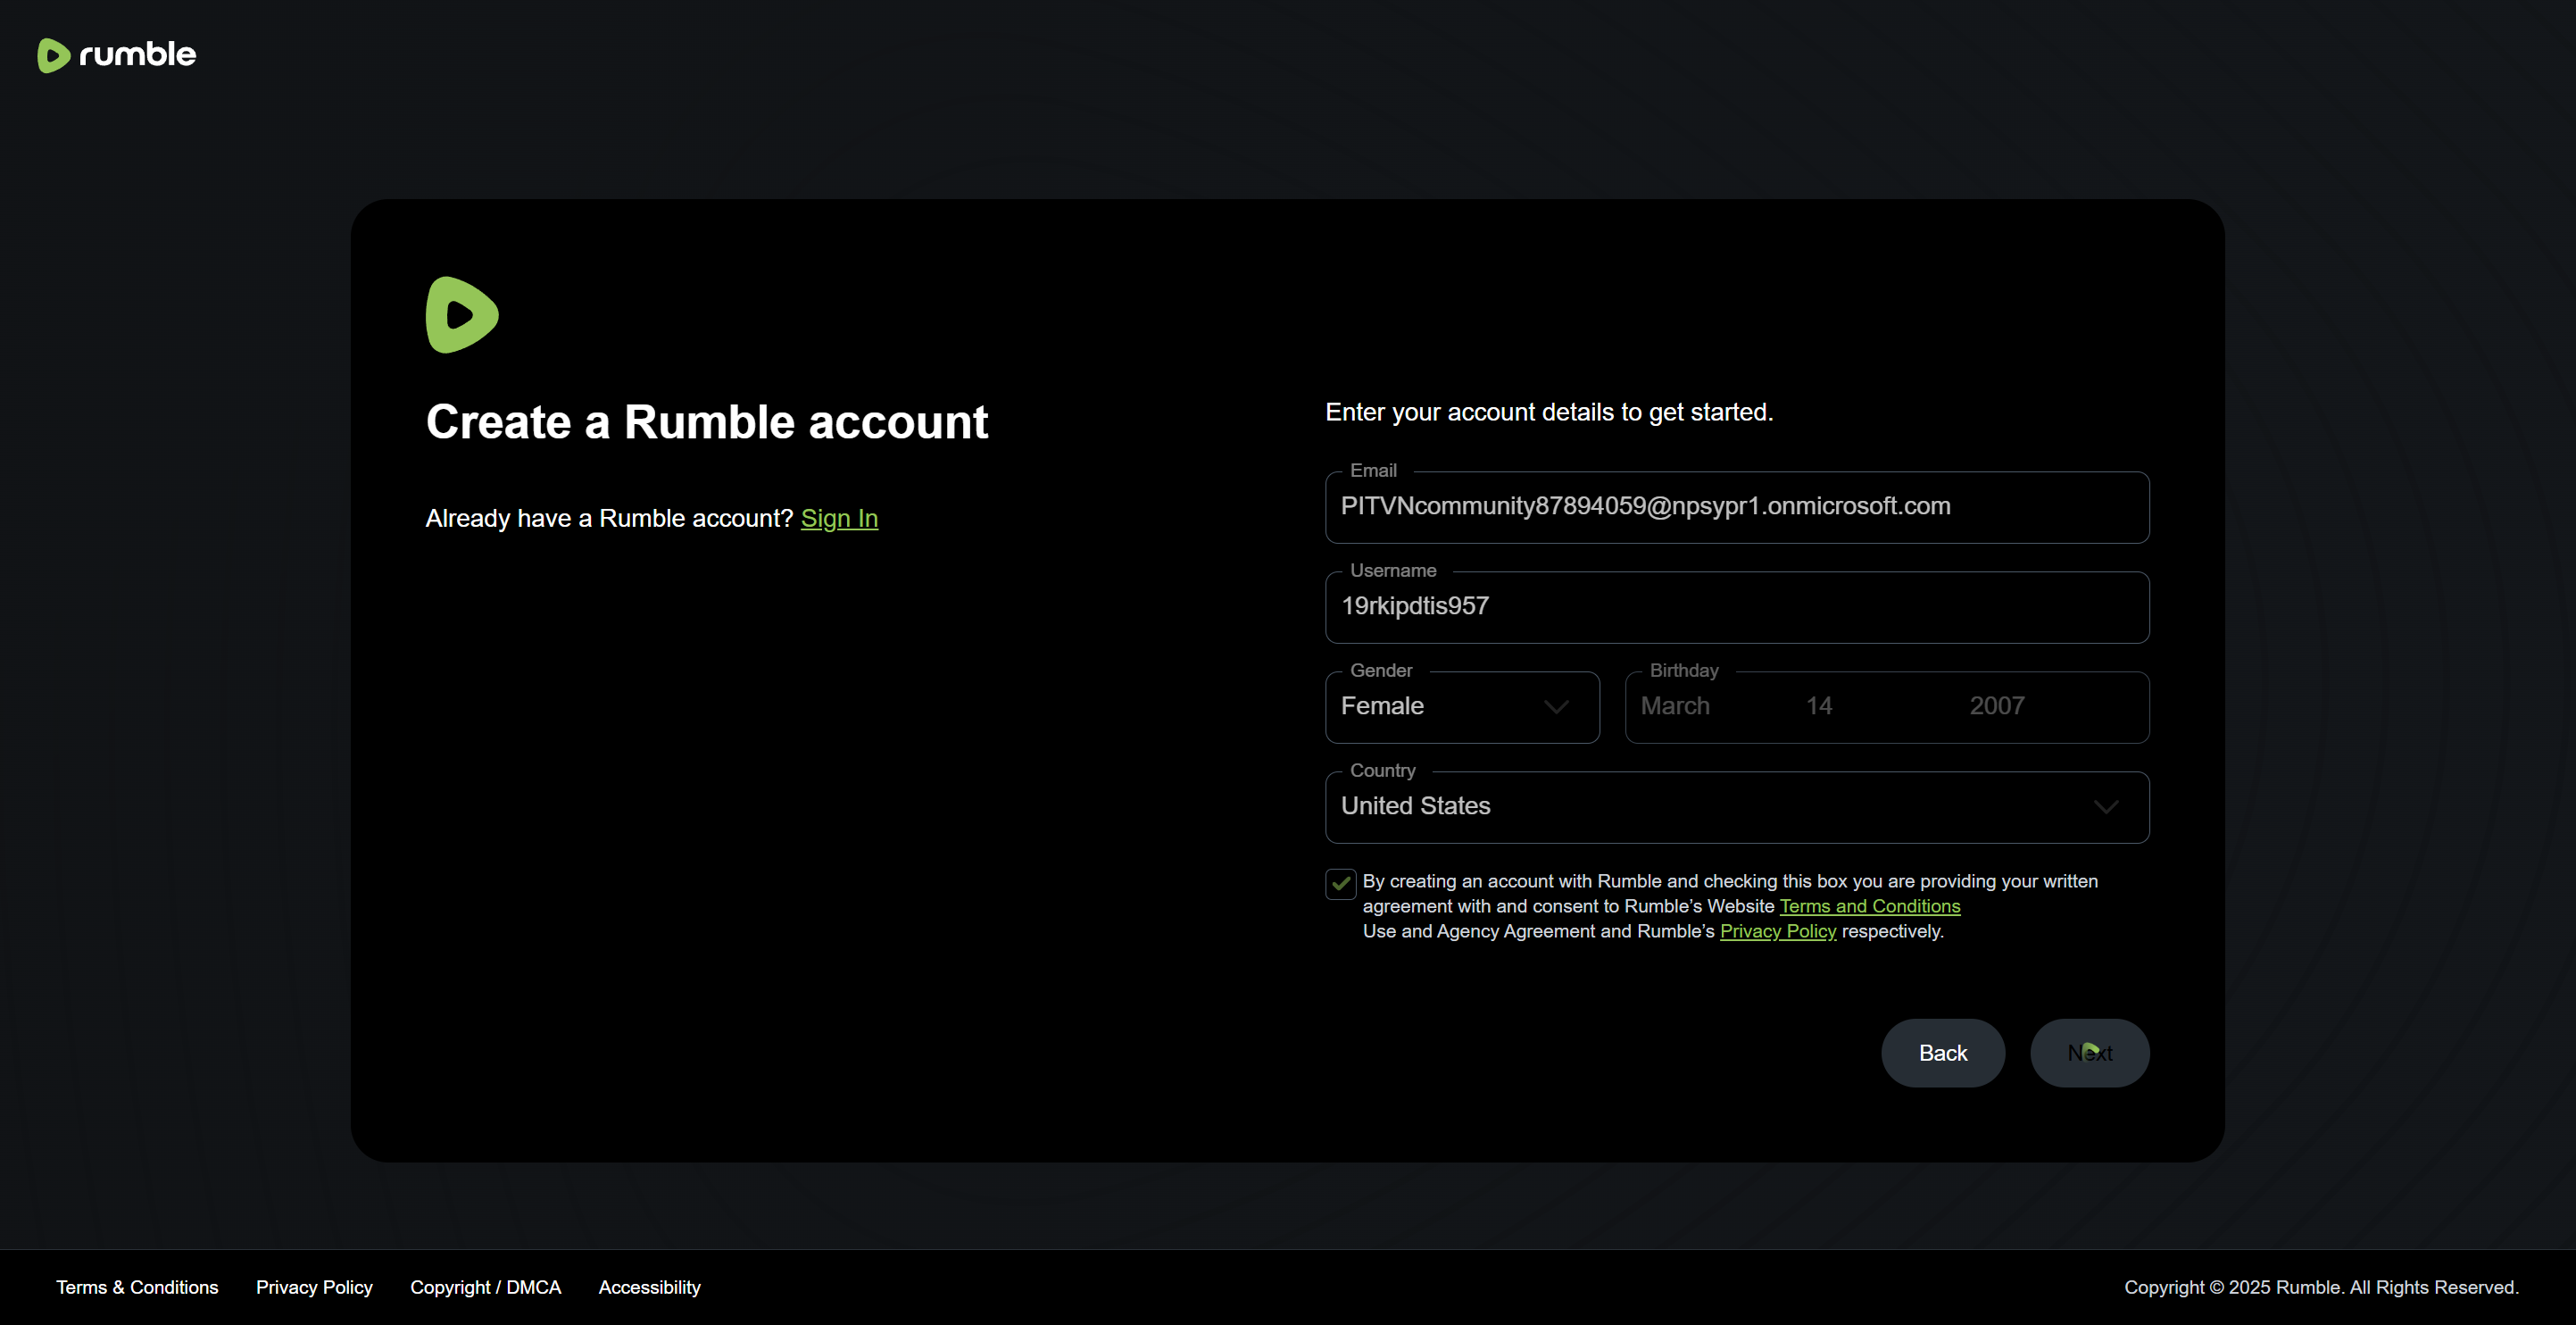 rumble
Create a Rumble account
Already have a Rumble account? Sign In
Enter your account details to get started.
Email
PITVNcommunity87894059@npsypr1.onmicrosoft.com
Username
19rkipdtis957
Gender
Female
Birthday
March 14 2007
Country
United States
By creating an account with Rumble and checking this box you are providing your written
agreement with and consent to Rumble’s Website Terms and Conditions
Use and Agency Agreement and Rumble’s Privacy Policy respectively.
Back
Next
Terms & Conditions Privacy Policy Copyright / DMCA Accessibility
Copyright © 2025 Rumble. All Rights Reserved.